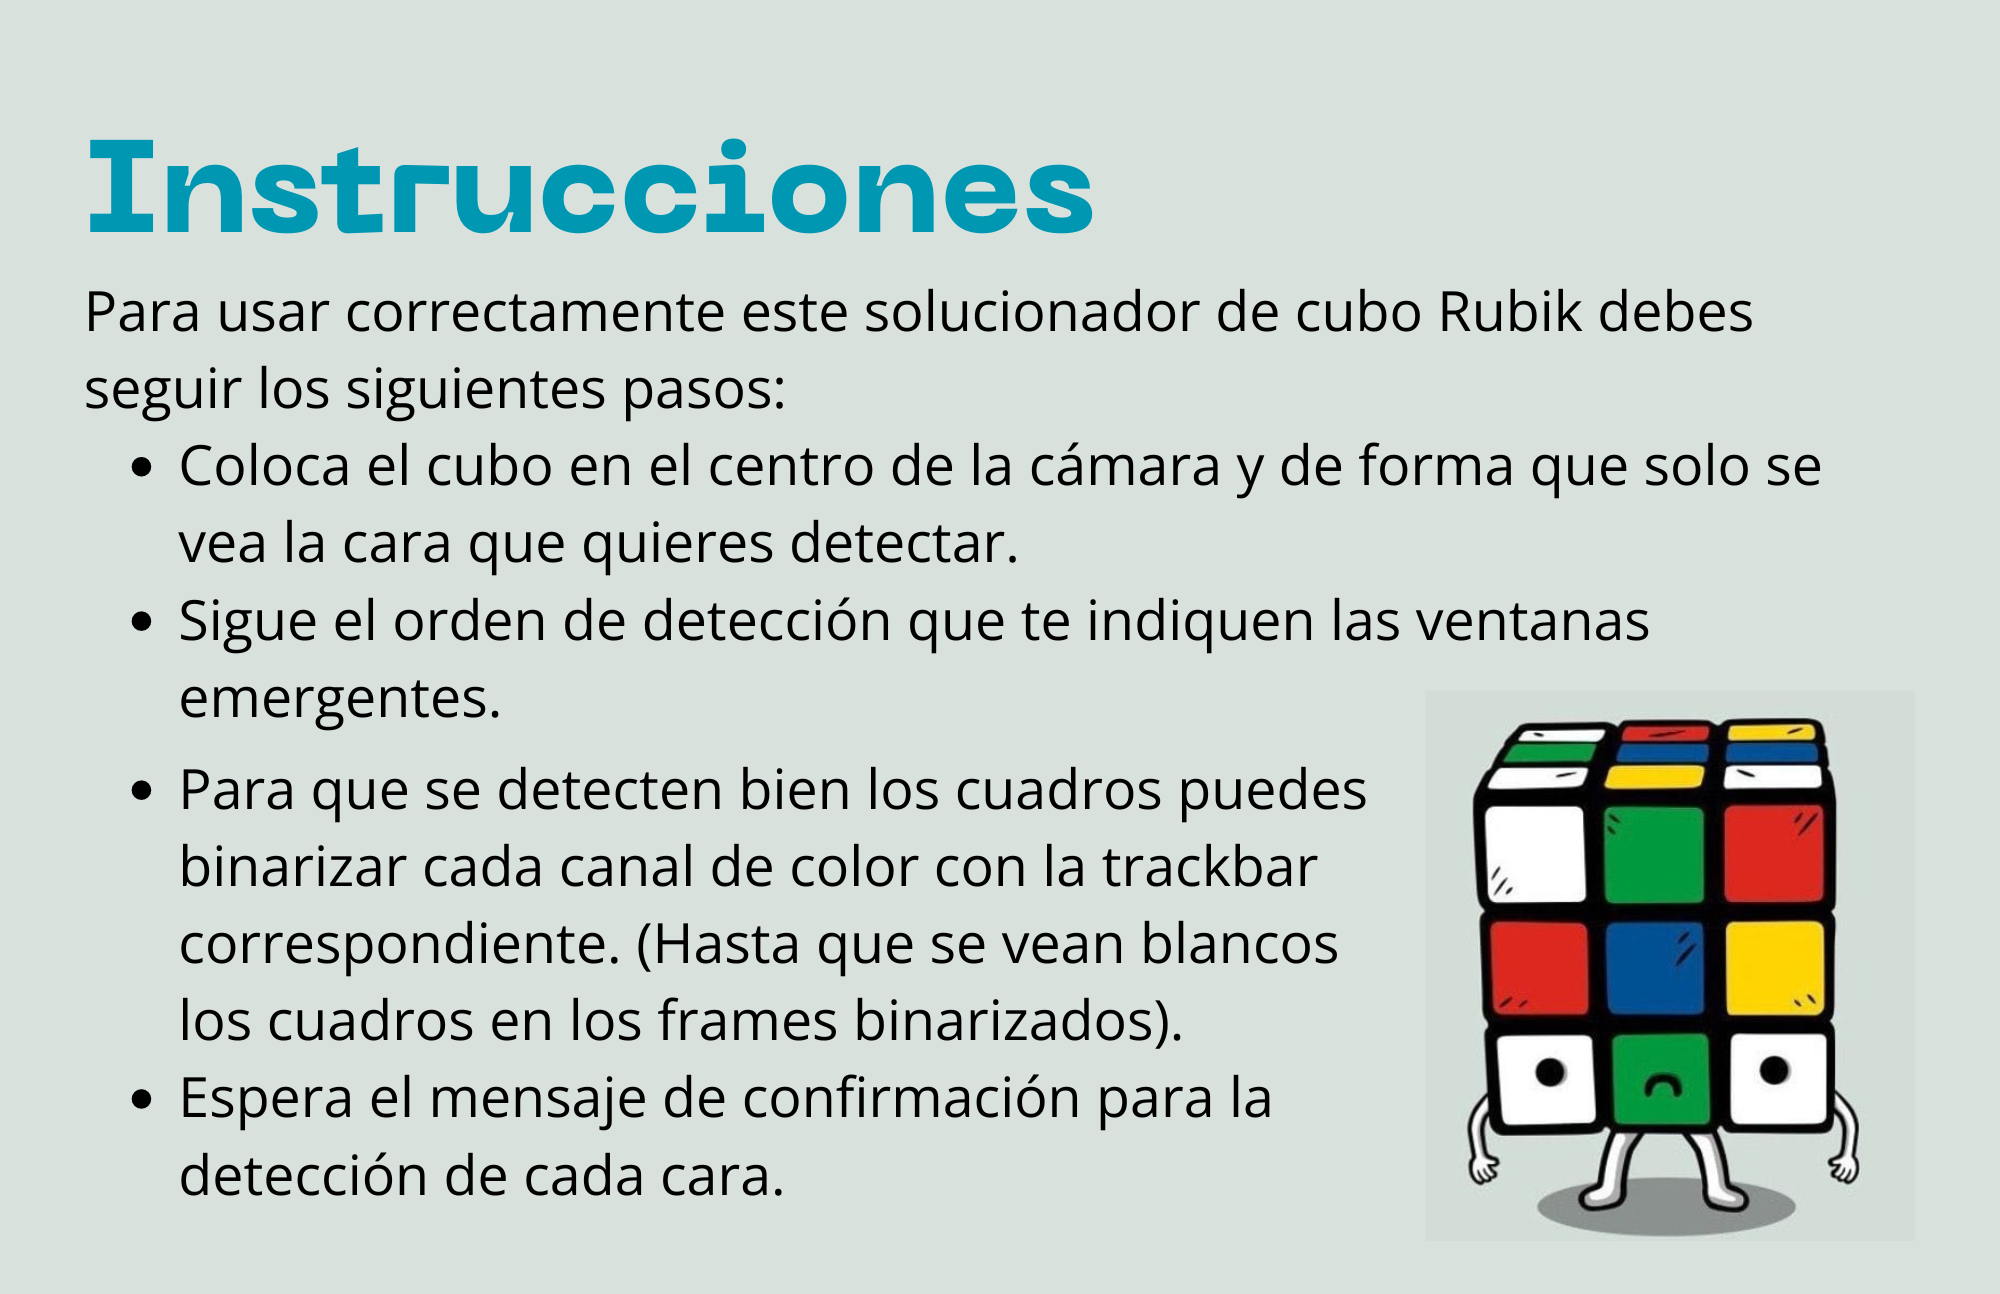 Instrucciones
Para usar correctamente este solucionador de cubo Rubik debes
seguir los siguientes pasos:
• Coloca el cubo en el centro de la cámara y de forma que solo se
vea la cara que quieres detectar.
• Sigue el orden de detección que te indiquen las ventanas
emergentes.
• Para que se detecten bien los cuadros puedes
binarizar cada canal de color con la trackbar
correspondiente. (Hasta que se vean blancos
los cuadros en los frames binarizados).
• Espera el mensaje de confirmación para la
detección de cada cara.